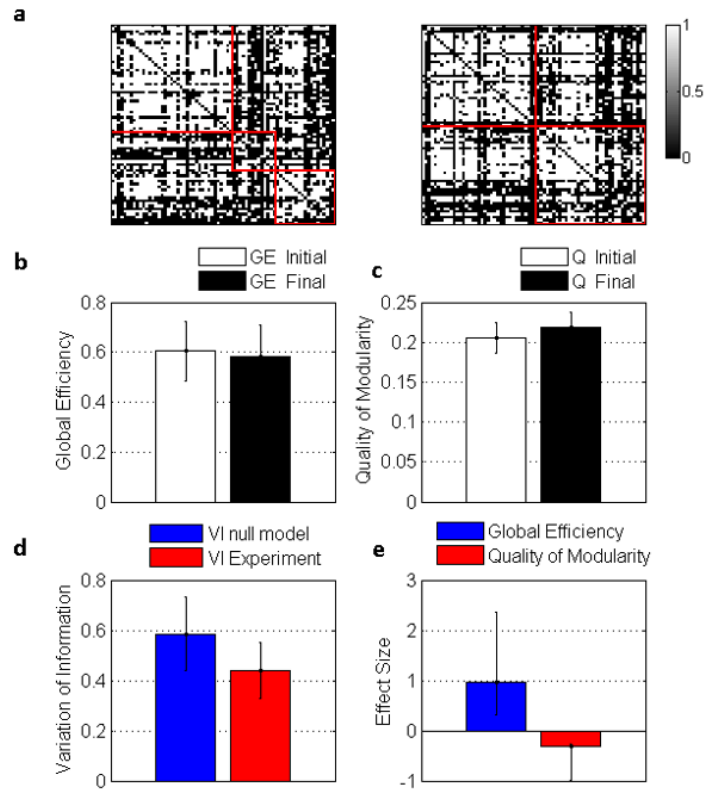 a
1
0.5
0
b
GE Initial
GE Final
c
Q Initial
Q Final
Global Efficiency
0.8
0.6
0.4
0.2
0
Quality of Modularity
0.25
0.2
0.15
0.1
0.05
0
d
VI null model
VI Experiment
e
Global Efficiency
Quality of Modularity
Variation of Information
0.8
0.6
0.4
0.2
0
Effect Size
3
2
1
0
-1